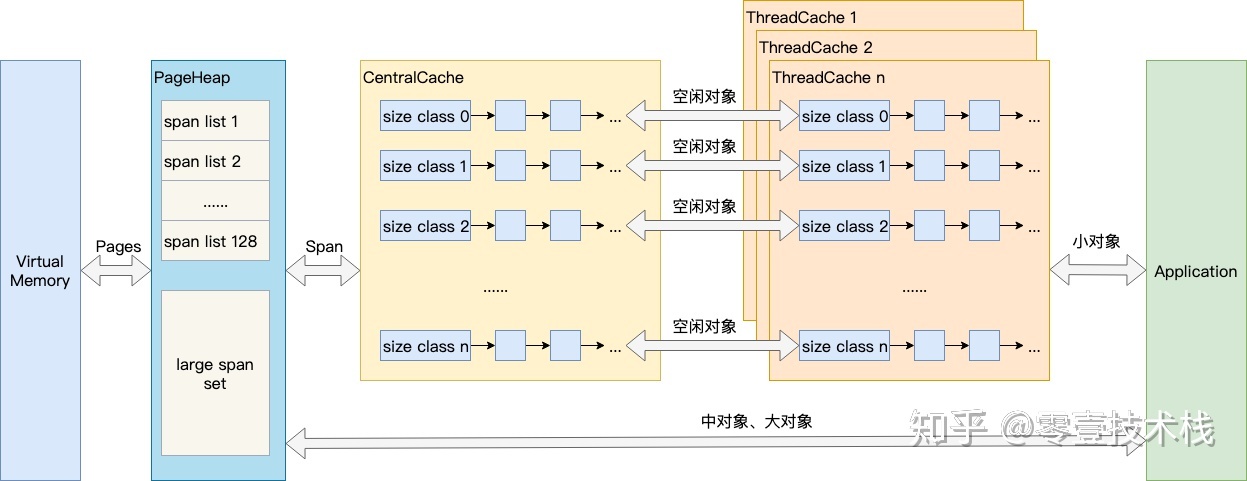 ThreadCache 1
ThreadCache 2
ThreadCache n
PageHeap
CentralCache
span list 1
span list 2
......
span list 128
large span
set
Virtual
Memory
Pages
Span
size class 0
...
空闲对象
size class 0
...
size class 1
...
空闲对象
size class 1
...
size class 2
...
空闲对象
size class 2
...
......
......
size class n
...
空闲对象
size class n
...
小对象
Application
中对象、大对象
知乎 @零壹技术栈